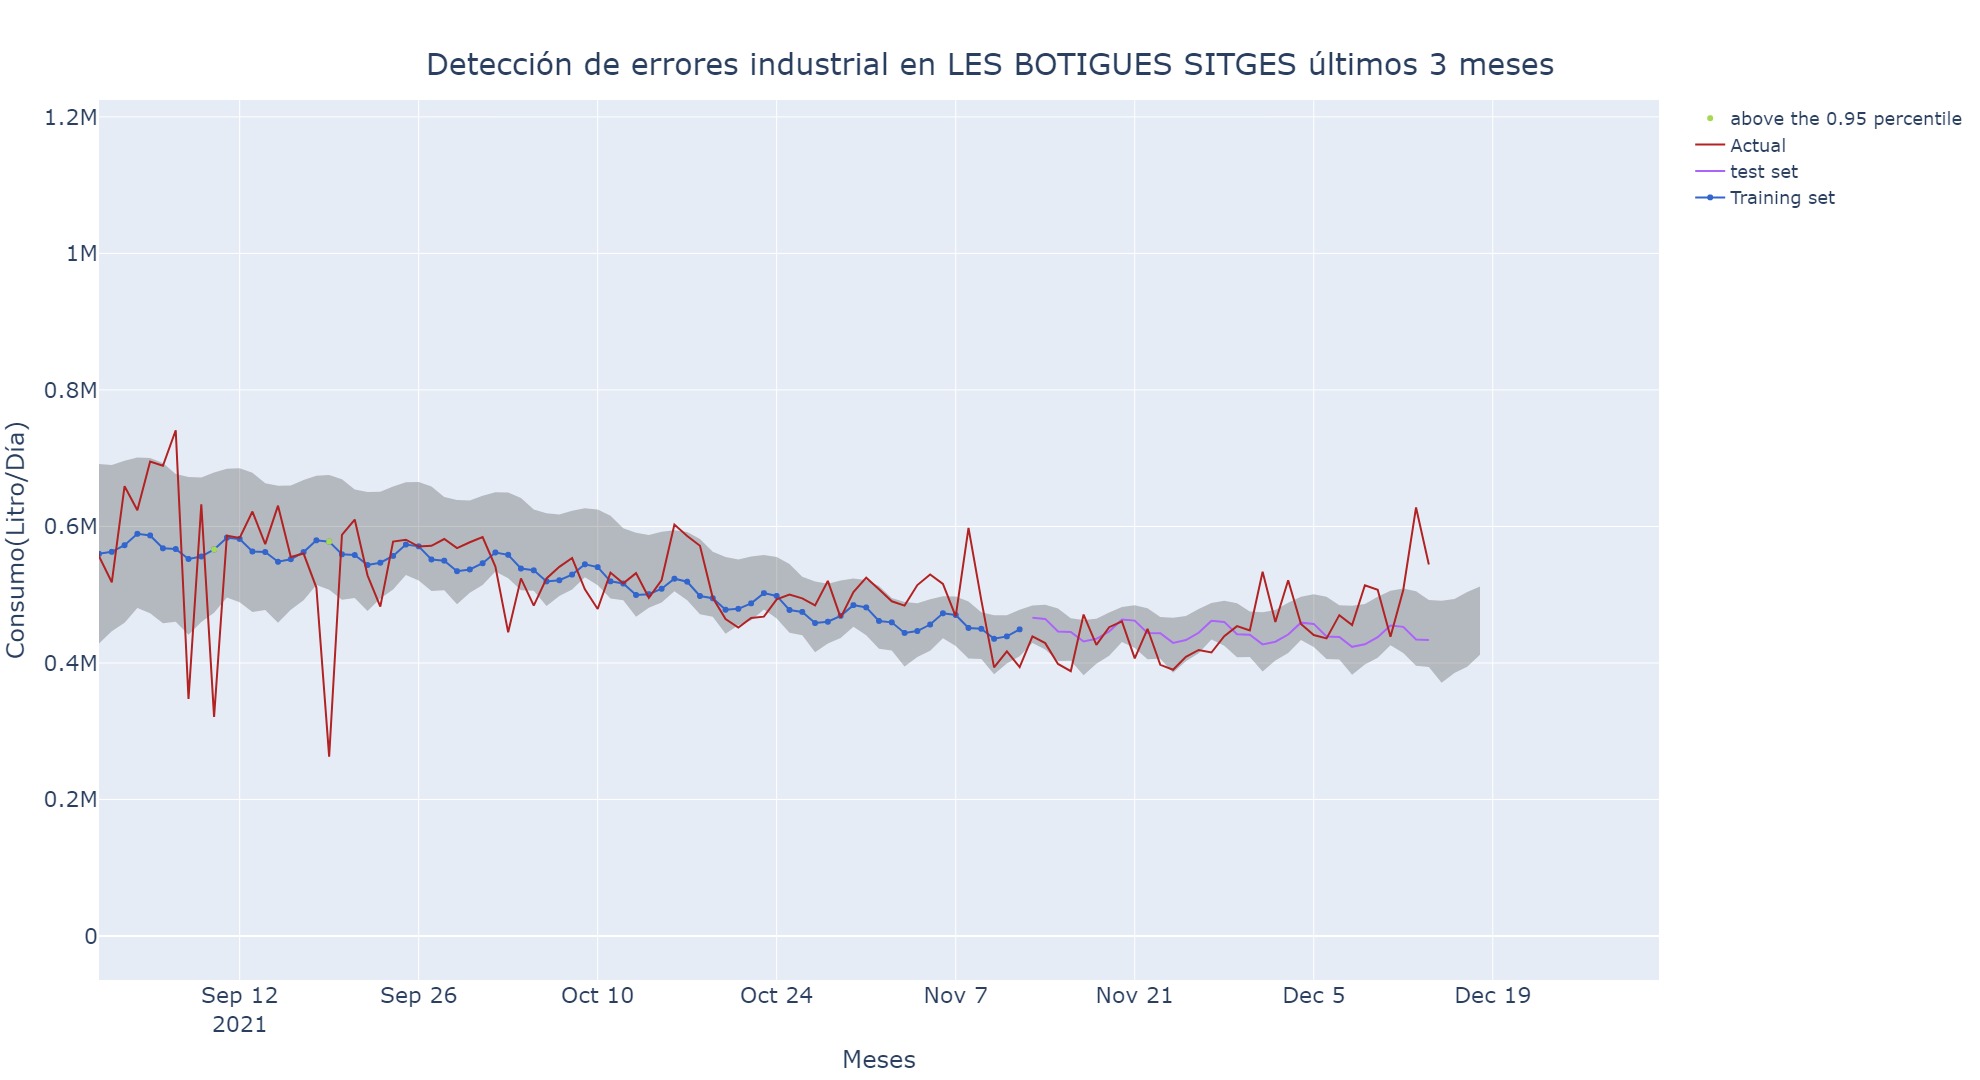 Detección de errores industrial en LES BOTIGUES SITGES últimos 3 meses
above the 0.95 percentile
Actual
test set
Training set
1.2M
1M
0.8M
0.6M
0.4M
0.2M
0
Consumo(Litro/Día)
Sep 12
2021
Sep 26
Oct 10
Oct 24
Nov 7
Nov 21
Dec 5
Dec 19
Meses